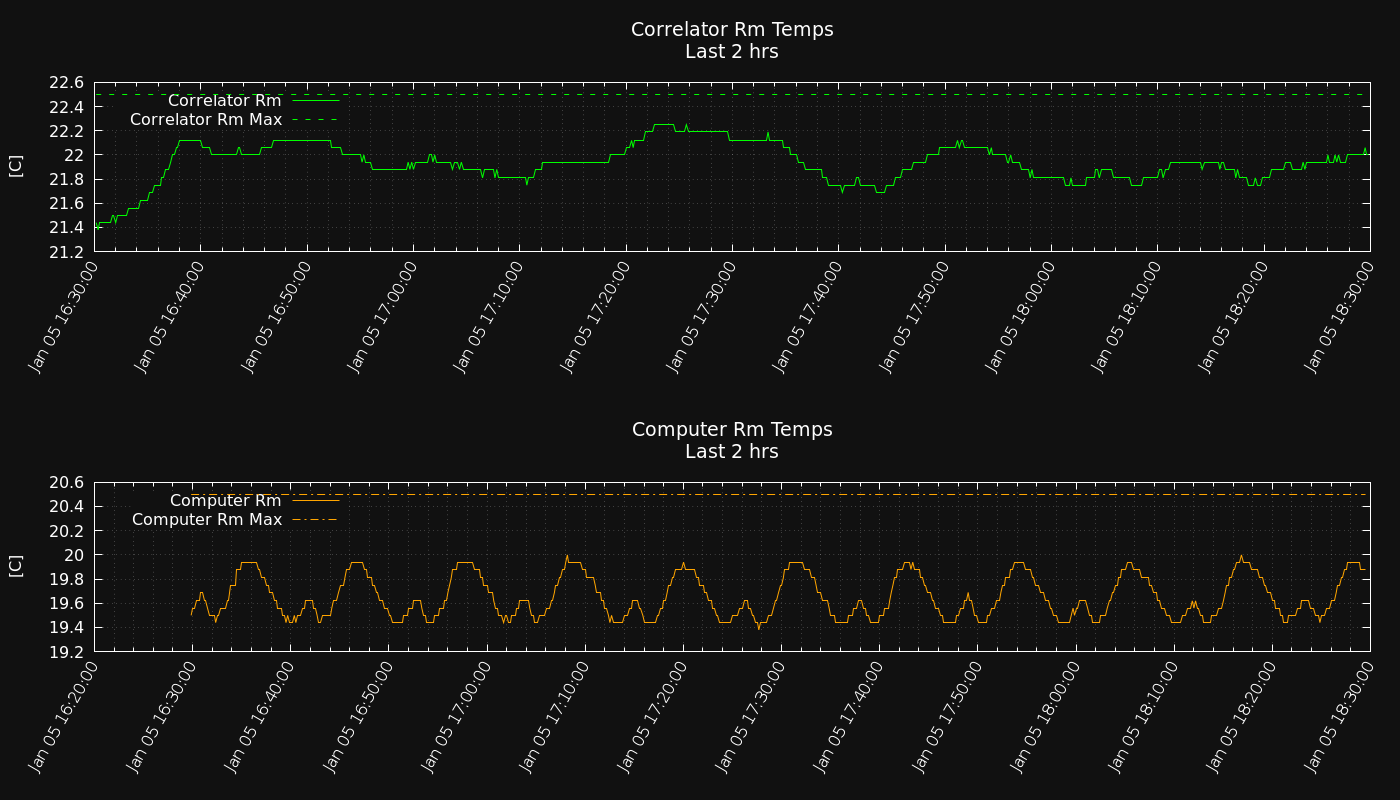 Correlator Rm Temps
Last 2 hrs
22.6
22.4
22.2
22
21.8
21.6
21.4
21.2
[C]
Correlator Rm
Correlator Rm Max
Jan 05 16:30:00
Jan 05 16:40:00
Jan 05 16:50:00
Jan 05 17:00:00
Jan 05 17:10:00
Jan 05 17:20:00
Jan 05 17:30:00
Jan 05 17:40:00
Jan 05 17:50:00
Jan 05 18:00:00
Jan 05 18:10:00
Jan 05 18:20:00
Jan 05 18:30:00
Computer Rm Temps
Last 2 hrs
20.6
20.4
20.2
20
19.8
19.6
19.4
19.2
[C]
Computer Rm
Computer Rm Max
Jan 05 16:20:00
Jan 05 16:30:00
Jan 05 16:40:00
Jan 05 16:50:00
Jan 05 17:00:00
Jan 05 17:10:00
Jan 05 17:20:00
Jan 05 17:30:00
Jan 05 17:40:00
Jan 05 17:50:00
Jan 05 18:00:00
Jan 05 18:10:00
Jan 05 18:20:00
Jan 05 18:30:00